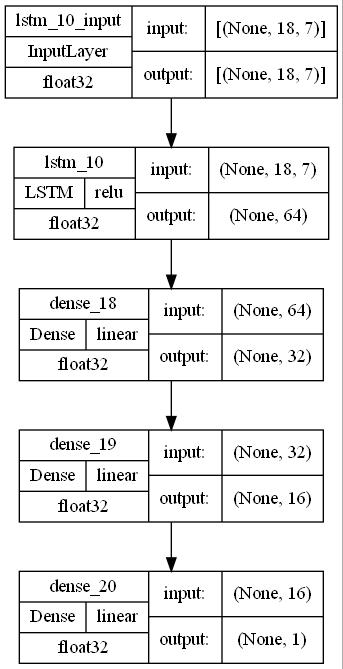 lstm_10_input
InputLayer
float32
input:
[(None, 18, 7)]
output:
[(None, 18, 7)]
lstm_10
LSTM relu
float32
input:
(None, 18, 7)
output:
(None, 64)
dense_18
Dense linear
float32
input:
(None, 64)
output:
(None, 32)
dense_19
Dense linear
float32
input:
(None, 32)
output:
(None, 16)
dense_20
Dense linear
float32
input:
(None, 16)
output:
(None, 1)